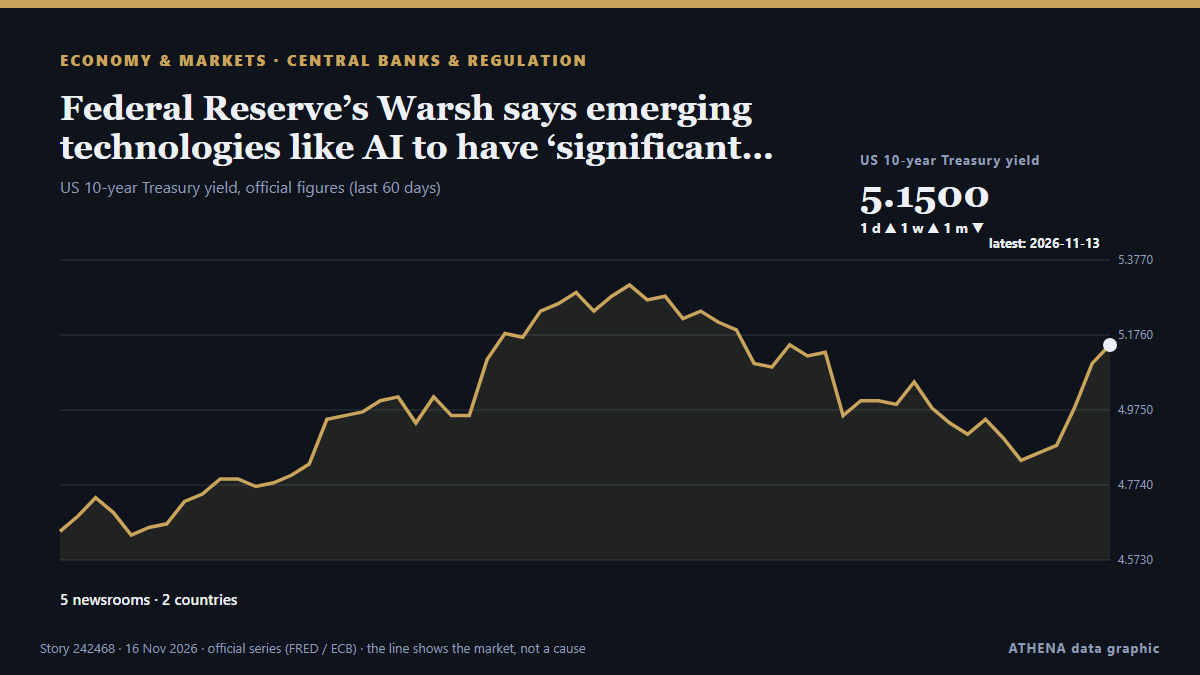 ECONOMY & MARKETS · CENTRAL BANKS & REGULATION
Federal Reserve’s Warsh says emerging
technologies like AI to have ‘significant...
US 10-year Treasury yield, official figures (last 60 days)
US 10-year Treasury yield
5.1500
1 d ▲ 1 w ▲ 1 m ▼
latest: 2026-11-13
5.3770
5.1760
4.9750
4.7740
4.5730
5 newsrooms · 2 countries
Story 242468 · 16 Nov 2026 · official series (FRED / ECB) · the line shows the market, not a cause
ATHENA data graphic